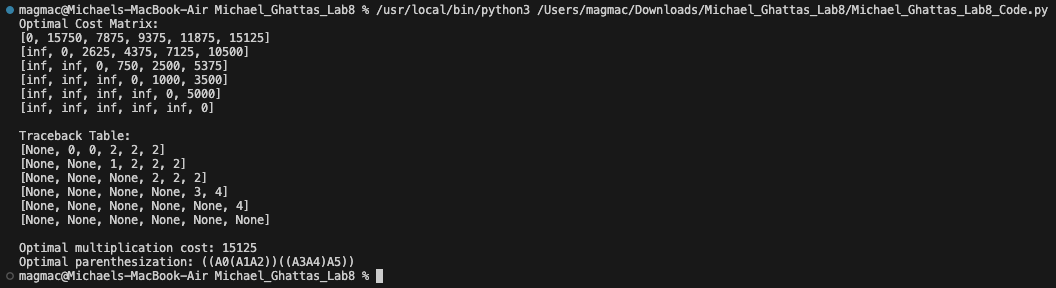 magmac@Michaels-MacBook-Air Michael_Ghattas_Lab8 % /usr/local/bin/python3 /Users/magmac/Downloads/Michael_Ghattas_Lab8/Michael_Ghattas_Lab8_Code.py
Optimal Cost Matrix:
[0, 15750, 7875, 9375, 11875, 15125]
[inf, 0, 2625, 4375, 7125, 10500]
[inf, inf, 0, 750, 2500, 5375]
[inf, inf, inf, 0, 1000, 3500]
[inf, inf, inf, inf, 0, 5000]
[inf, inf, inf, inf, inf, 0]

Traceback Table:
[None, 0, 0, 2, 2, 2]
[None, None, 1, 2, 2, 2]
[None, None, None, 2, 2, 2]
[None, None, None, None, 3, 4]
[None, None, None, None, None, 4]
[None, None, None, None, None, None]

Optimal multiplication cost: 15125
Optimal parenthesization: ((A0(A1A2))((A3A4)A5))
magmac@Michaels-MacBook-Air Michael_Ghattas_Lab8 %